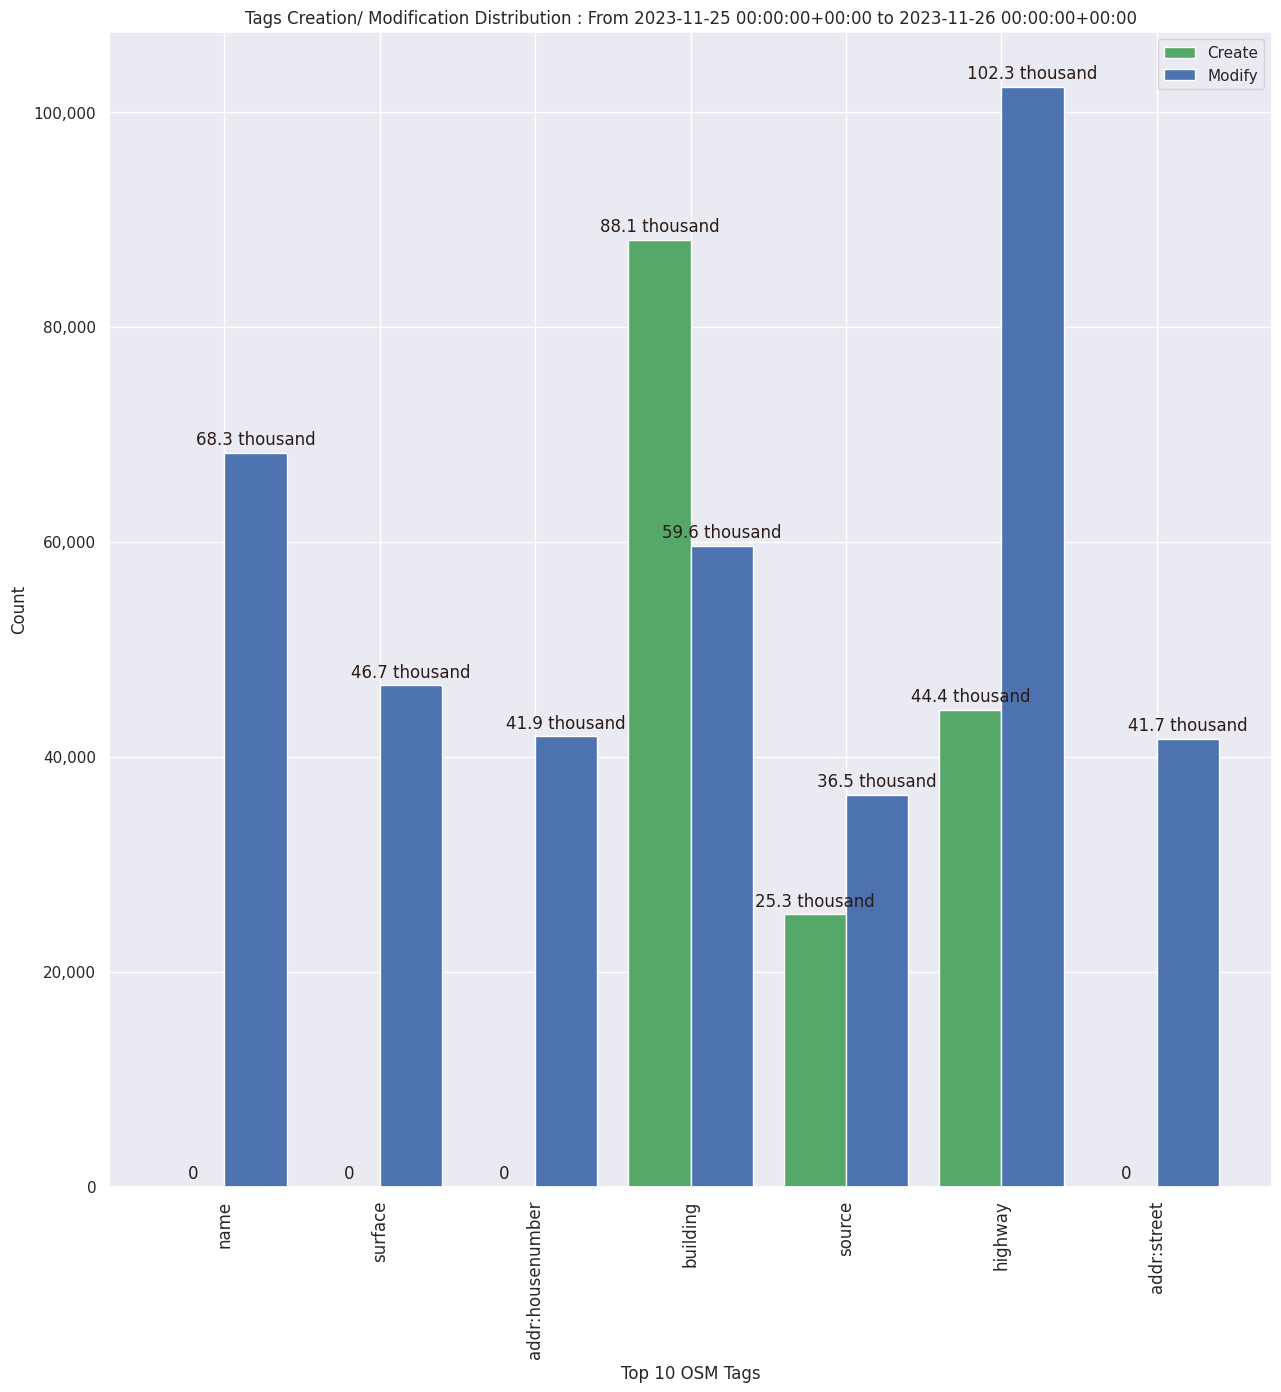 Tags Creation/ Modification Distribution : From 2023-11-25 00:00:00+00:00 to 2023-11-26 00:00:00+00:00
Create
Modify
102.3 thousand
100,000
88.1 thousand
80,000
68.3 thousand
60,000
59.6 thousand
46.7 thousand
44.4 thousand
41.9 thousand
41.7 thousand
40,000
36.5 thousand
25.3 thousand
20,000
0
0
0
0
0
Count
name
surface
addr:housenumber
building
source
highway
addr:street
Top 10 OSM Tags